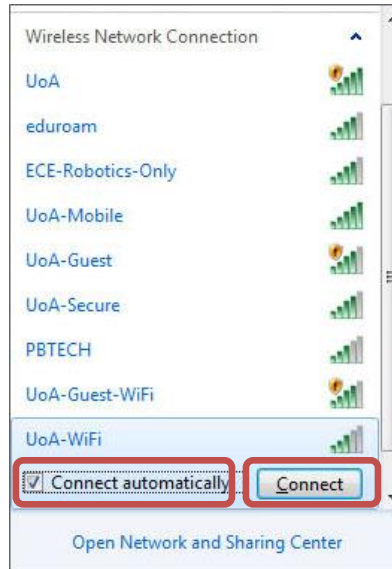 Wireless Network Connection
UoA
eduroam
ECE-Robotics-Only
UoA-Mobile
UoA-Guest
UoA-Secure
PBTECH
UoA-Guest-WiFi
UoA-WiFi
Connect automatically Connect
Open Network and Sharing Center